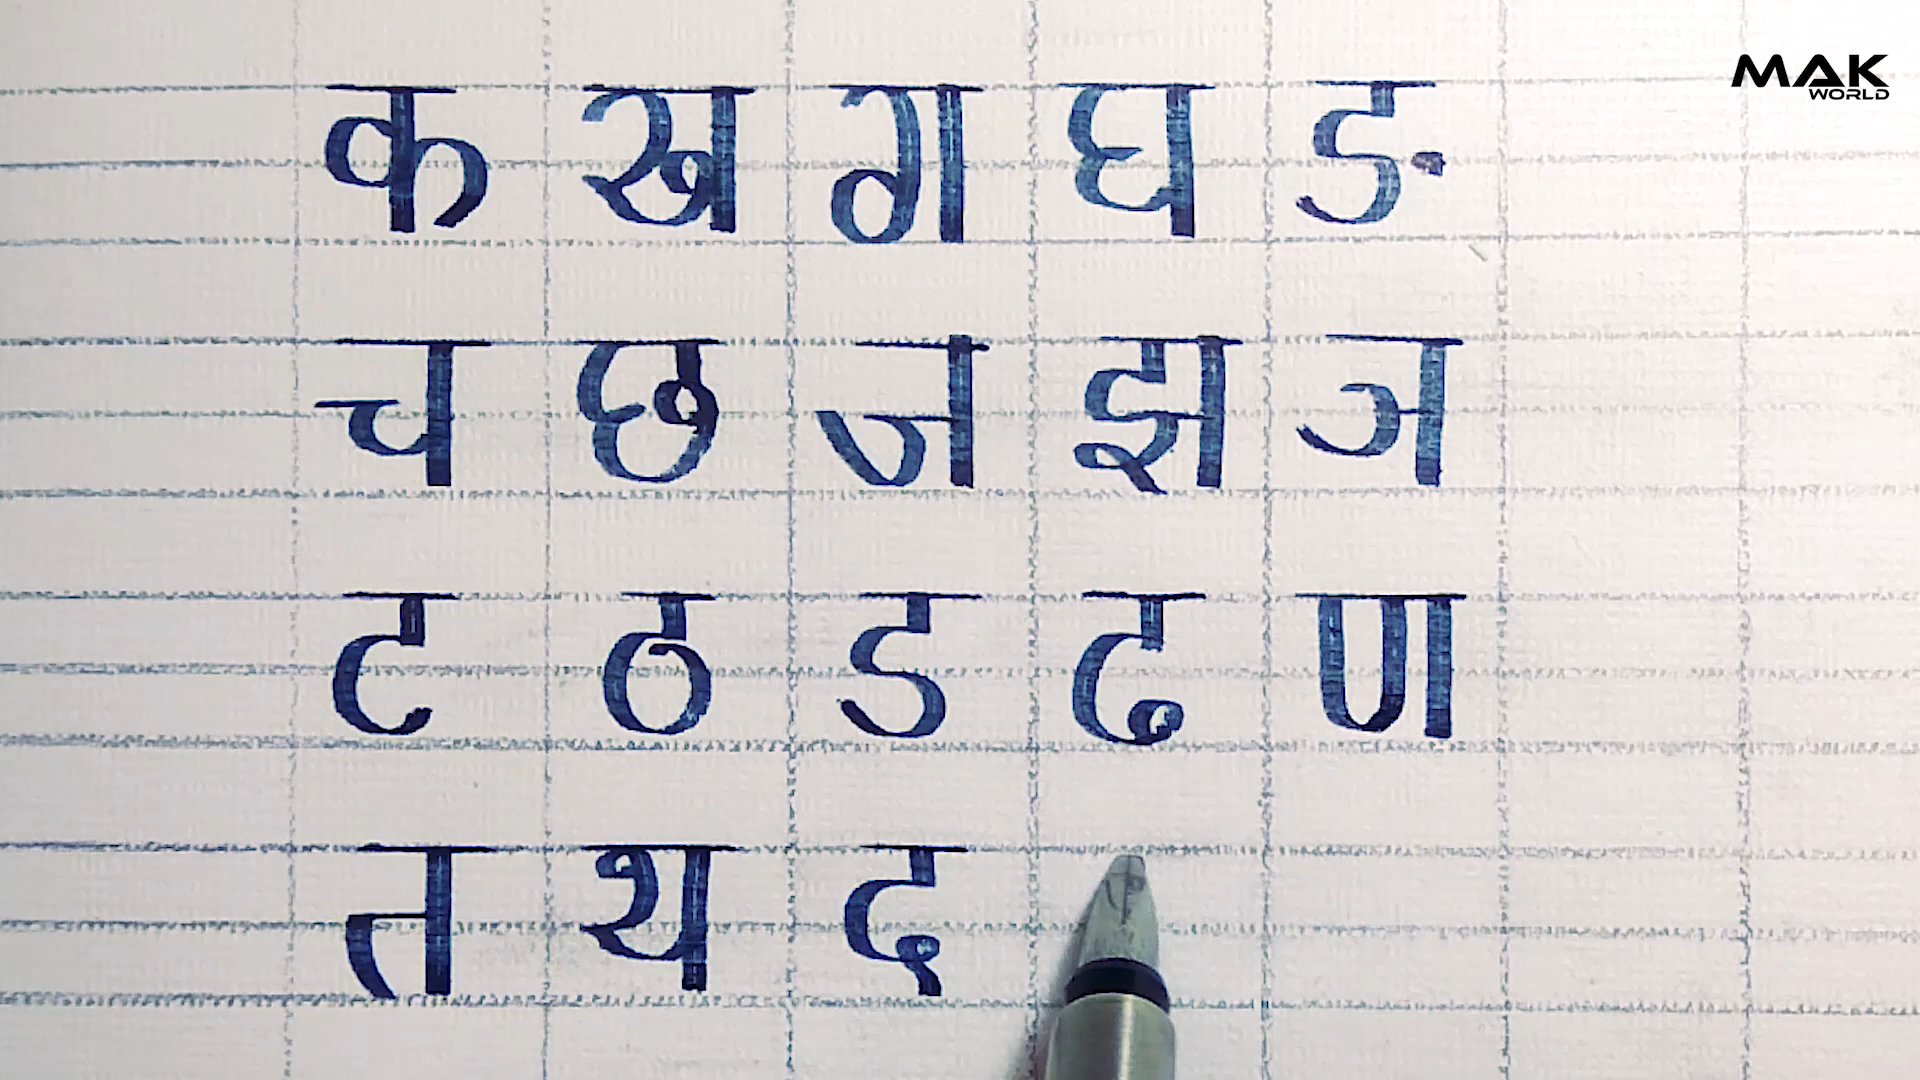 MAK
WORLD
क ख ग घ ङ
च छ ज झ ञ
ट ठ ड ढ ण
त थ द